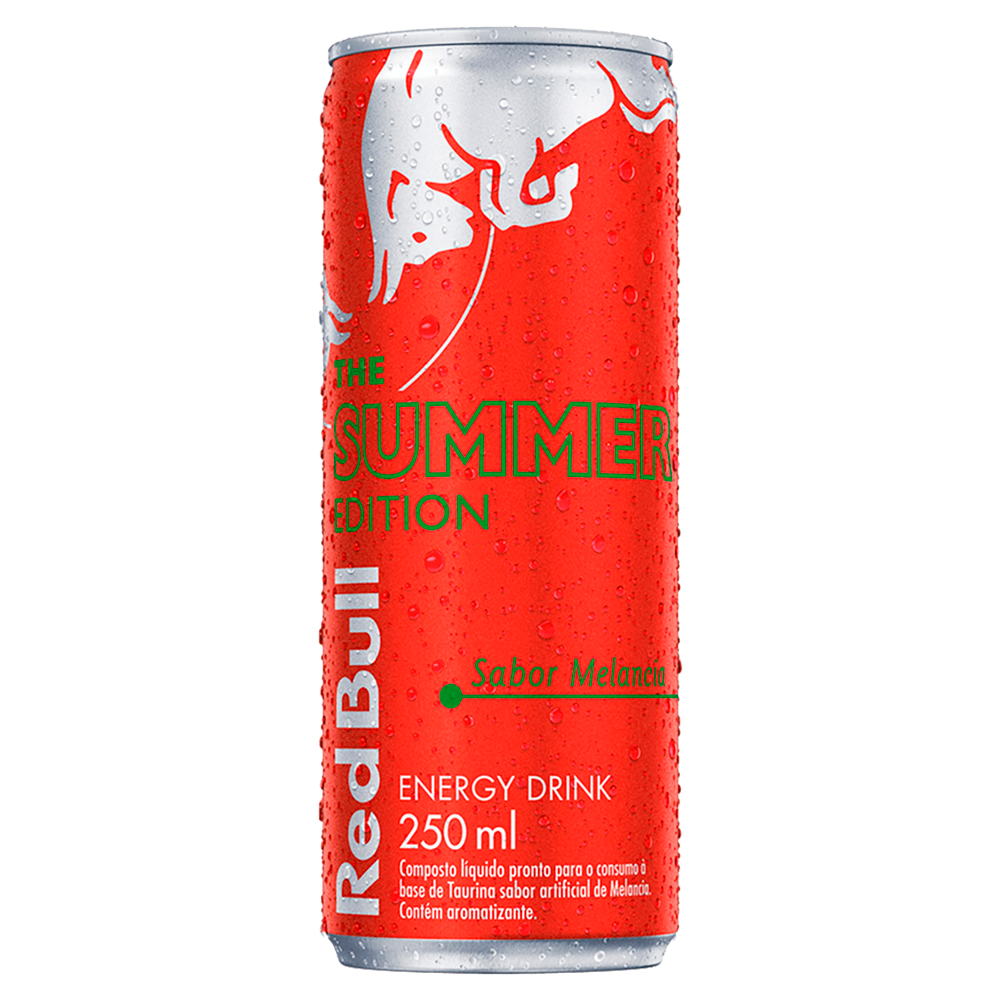 THE
SUMMER
EDITION
Red Bull
Sabor Melancia
ENERGY DRINK
250 ml
Composto líquido pronto para o consumo à
base de Taurina sabor artificial de Melancia.
Contém aromatizante.